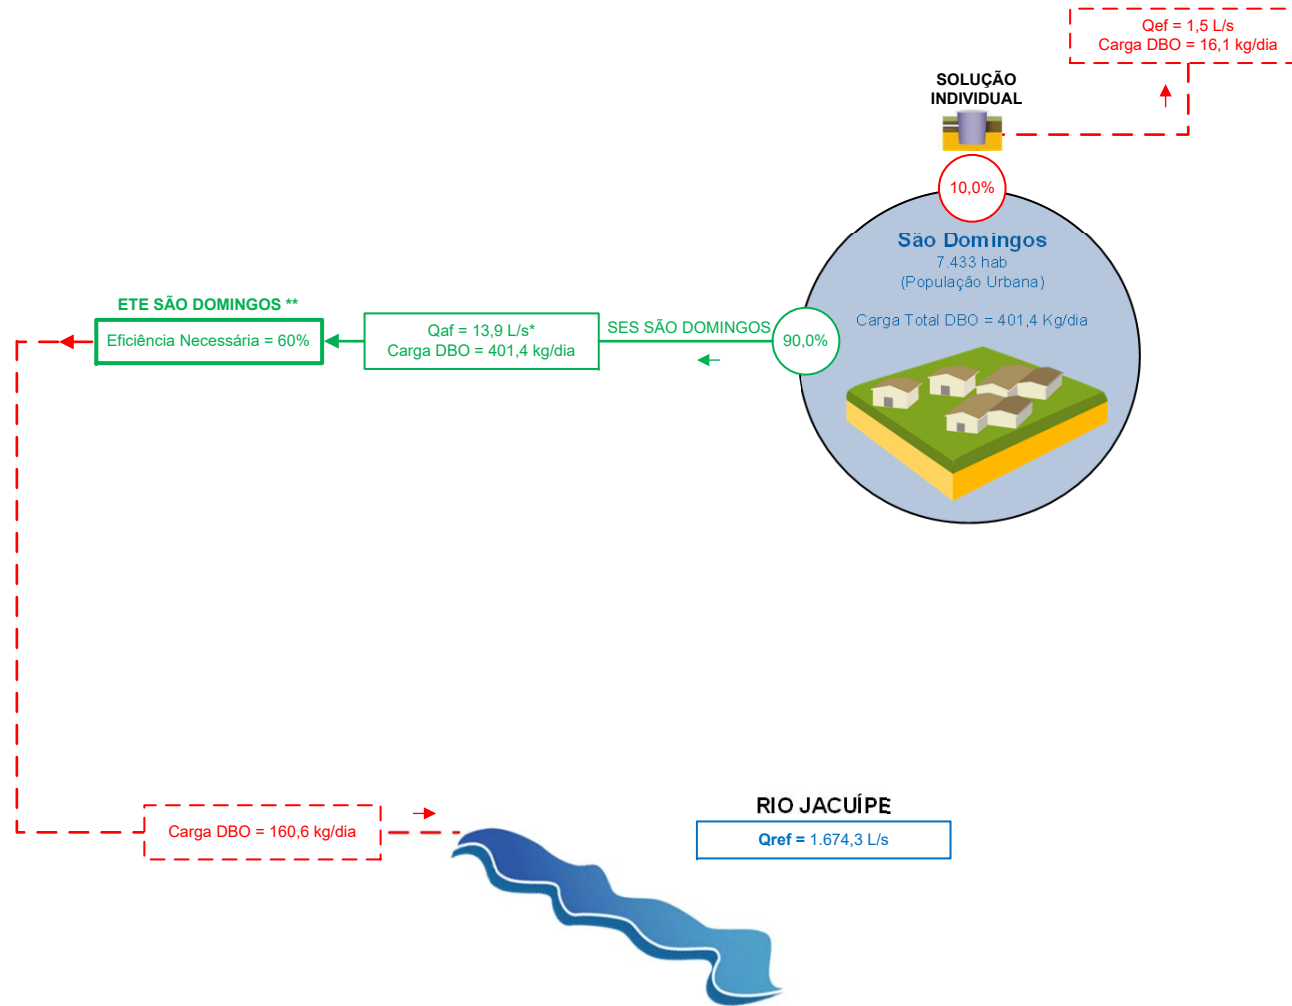 Qef = 1,5 L/s
Carga DBO = 16,1 kg/dia
SOLUÇÃO
INDIVIDUAL
10,0%
São Domingos
7.433 hab
(População Urbana)
Carga Total DBO = 401,4 Kg/dia
ETE SÃO DOMINGOS **
Eficiência Necessária = 60%
Qaf = 13,9 L/s*
Carga DBO = 401,4 kg/dia
SES SÃO DOMINGOS
90,0%
RIO JACUÍPE
Qref = 1.674,3 L/s
Carga DBO = 160,6 kg/dia